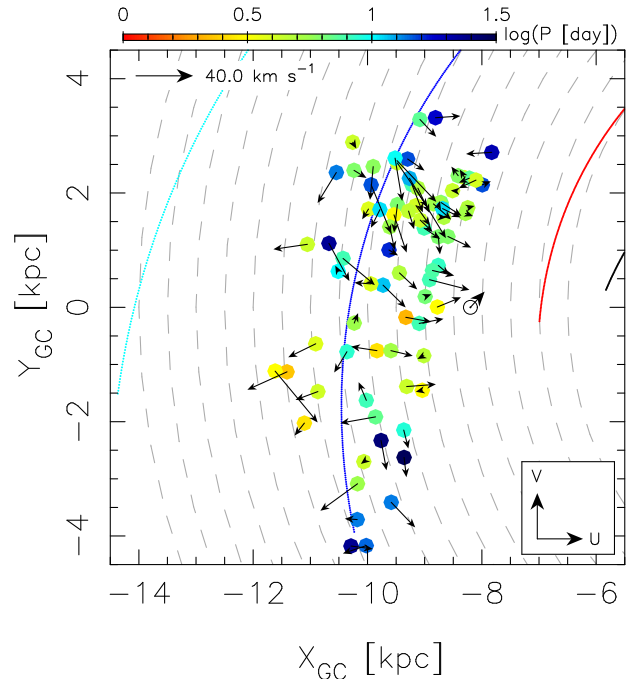 0 0.5 1 1.5
log(P [day])
40.0 km s⁻¹
4
2
0
−2
−4
Y_GC [kpc]
V
U
−14 −12 −10 −8 −6
X_GC [kpc]